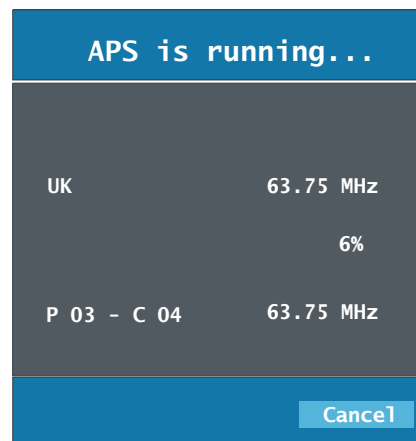 APS is running...
UK 63.75 MHz
6%
P 03 - C 04 63.75 MHz
Cancel